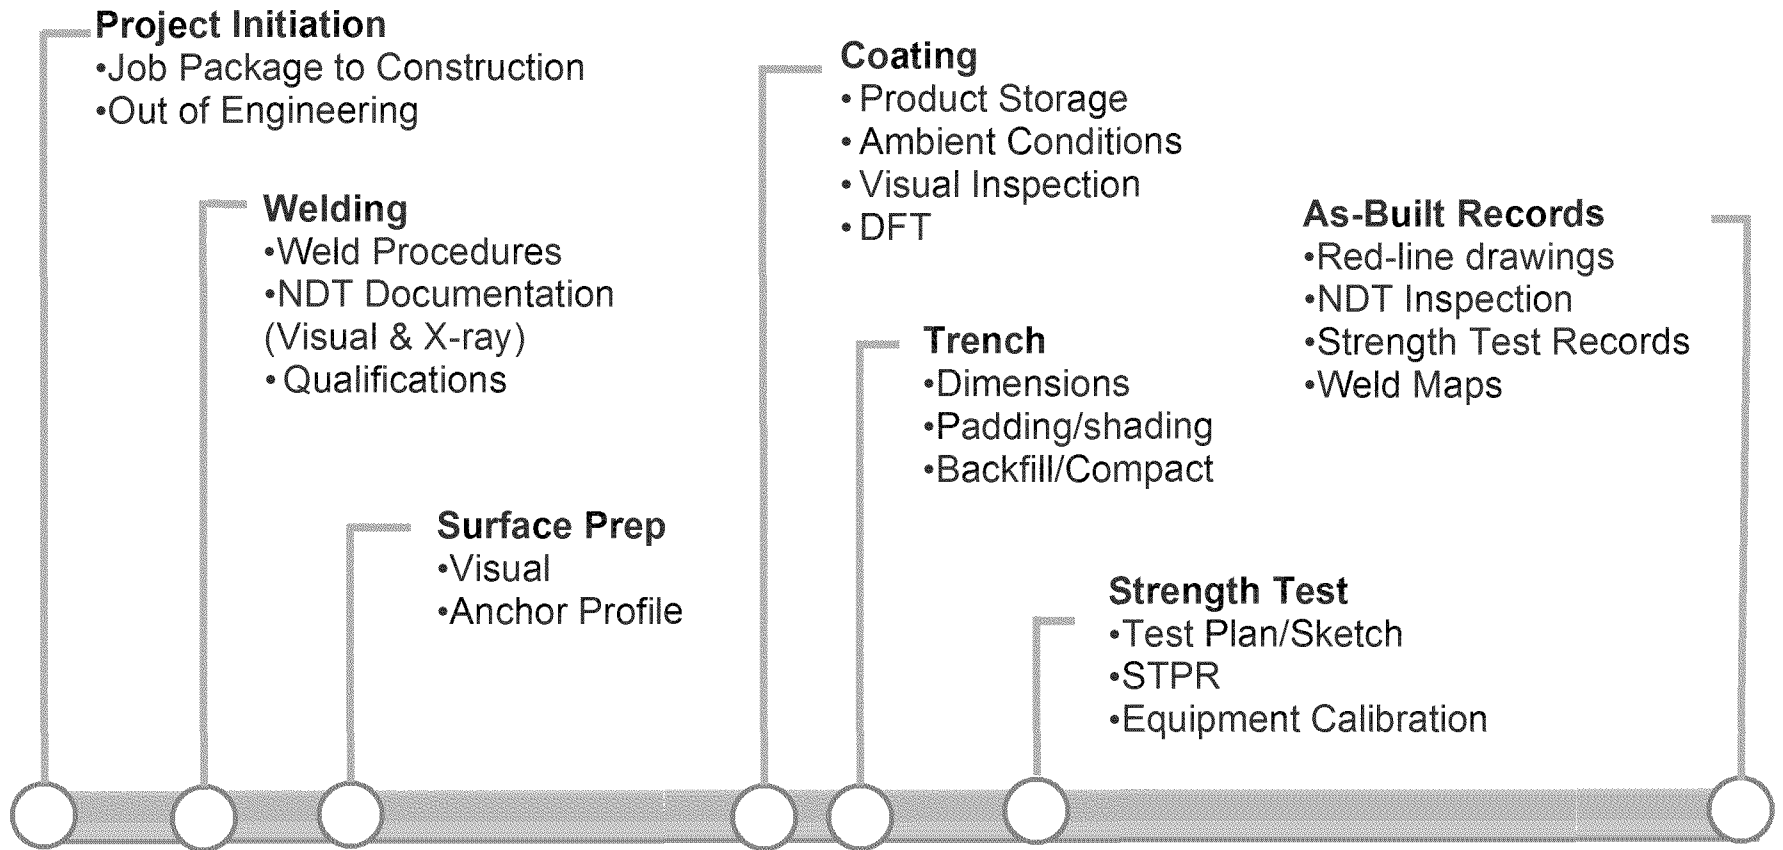 Project Initiation
•Job Package to Construction
•Out of Engineering
Welding
•Weld Procedures
•NDT Documentation
(Visual & X-ray)
•Qualifications
Surface Prep
•Visual
•Anchor Profile
Coating
•Product Storage
•Ambient Conditions
•Visual Inspection
•DFT
Trench
•Dimensions
•Padding/shading
•Backfill/Compact
Strength Test
•Test Plan/Sketch
•STPR
•Equipment Calibration
As-Built Records
•Red-line drawings
•NDT Inspection
•Strength Test Records
•Weld Maps